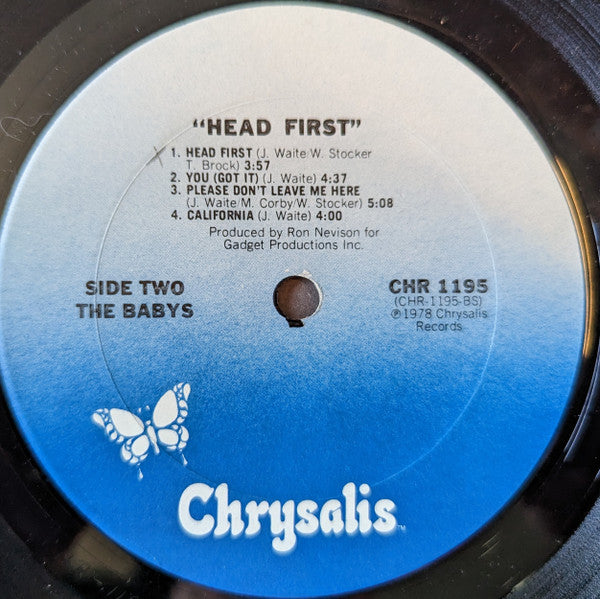 "HEAD FIRST"
1. HEAD FIRST (J. Waite/W. Stocker
T. Brock) 3:57
2. YOU (GOT IT) (J. Waite) 4:37
3. PLEASE DON'T LEAVE ME HERE
(J. Waite/M. Corby/W. Stocker) 5:08
4. CALIFORNIA (J. Waite) 4:00
Produced by Ron Nevison for
Gadget Productions Inc.
SIDE TWO
THE BABYS
CHR 1195
(CHR-1195-BS)
℗1978 Chrysalis
Records
Chrysalis™